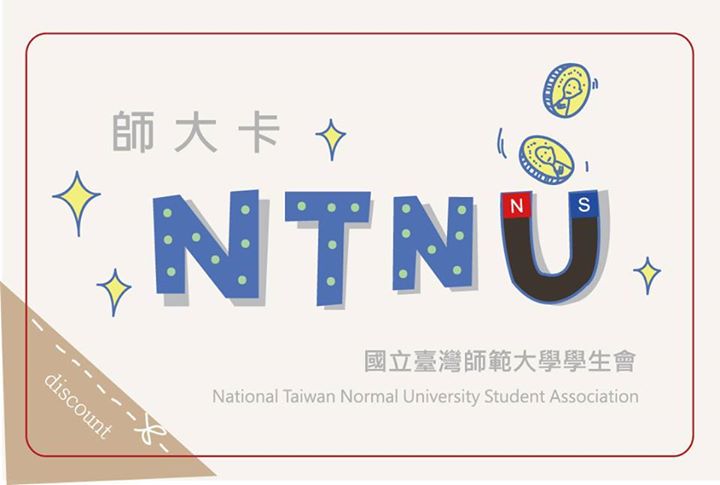 師大卡
NTNU
N S
國立臺灣師範大學學生會
National Taiwan Normal University Student Association
discount